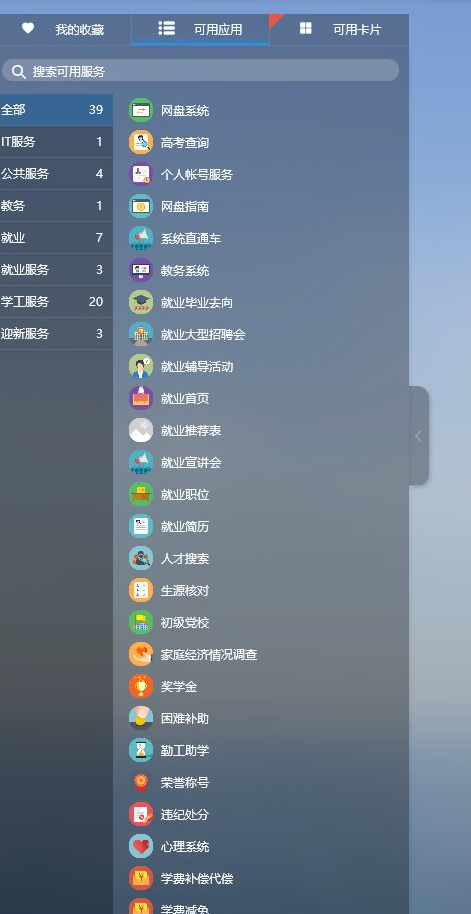 我的收藏
可用应用
可用卡片
搜索可用服务
全部 39
IT服务 1
公共服务 4
教务 1
就业 7
就业服务 3
学工服务 20
迎新服务 3
网盘系统
高考查询
个人帐号服务
网盘指南
系统直通车
教务系统
就业毕业去向
就业大型招聘会
就业辅导活动
就业首页
就业推荐表
就业宣讲会
就业职位
就业简历
人才搜索
生源核对
初级党校
家庭经济情况调查
奖学金
困难补助
勤工助学
荣誉称号
违纪处分
心理系统
学费补偿代偿
学费减免